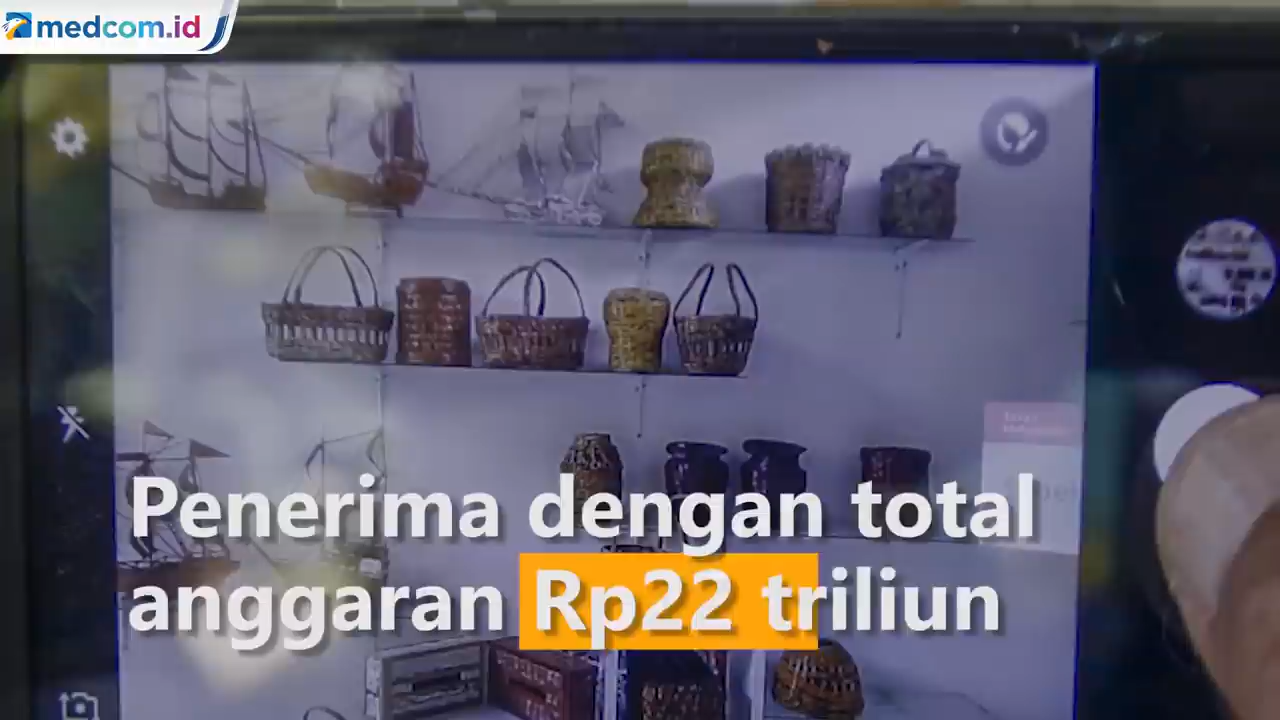 medcom.id
Penerima dengan total
anggaran Rp22 triliun